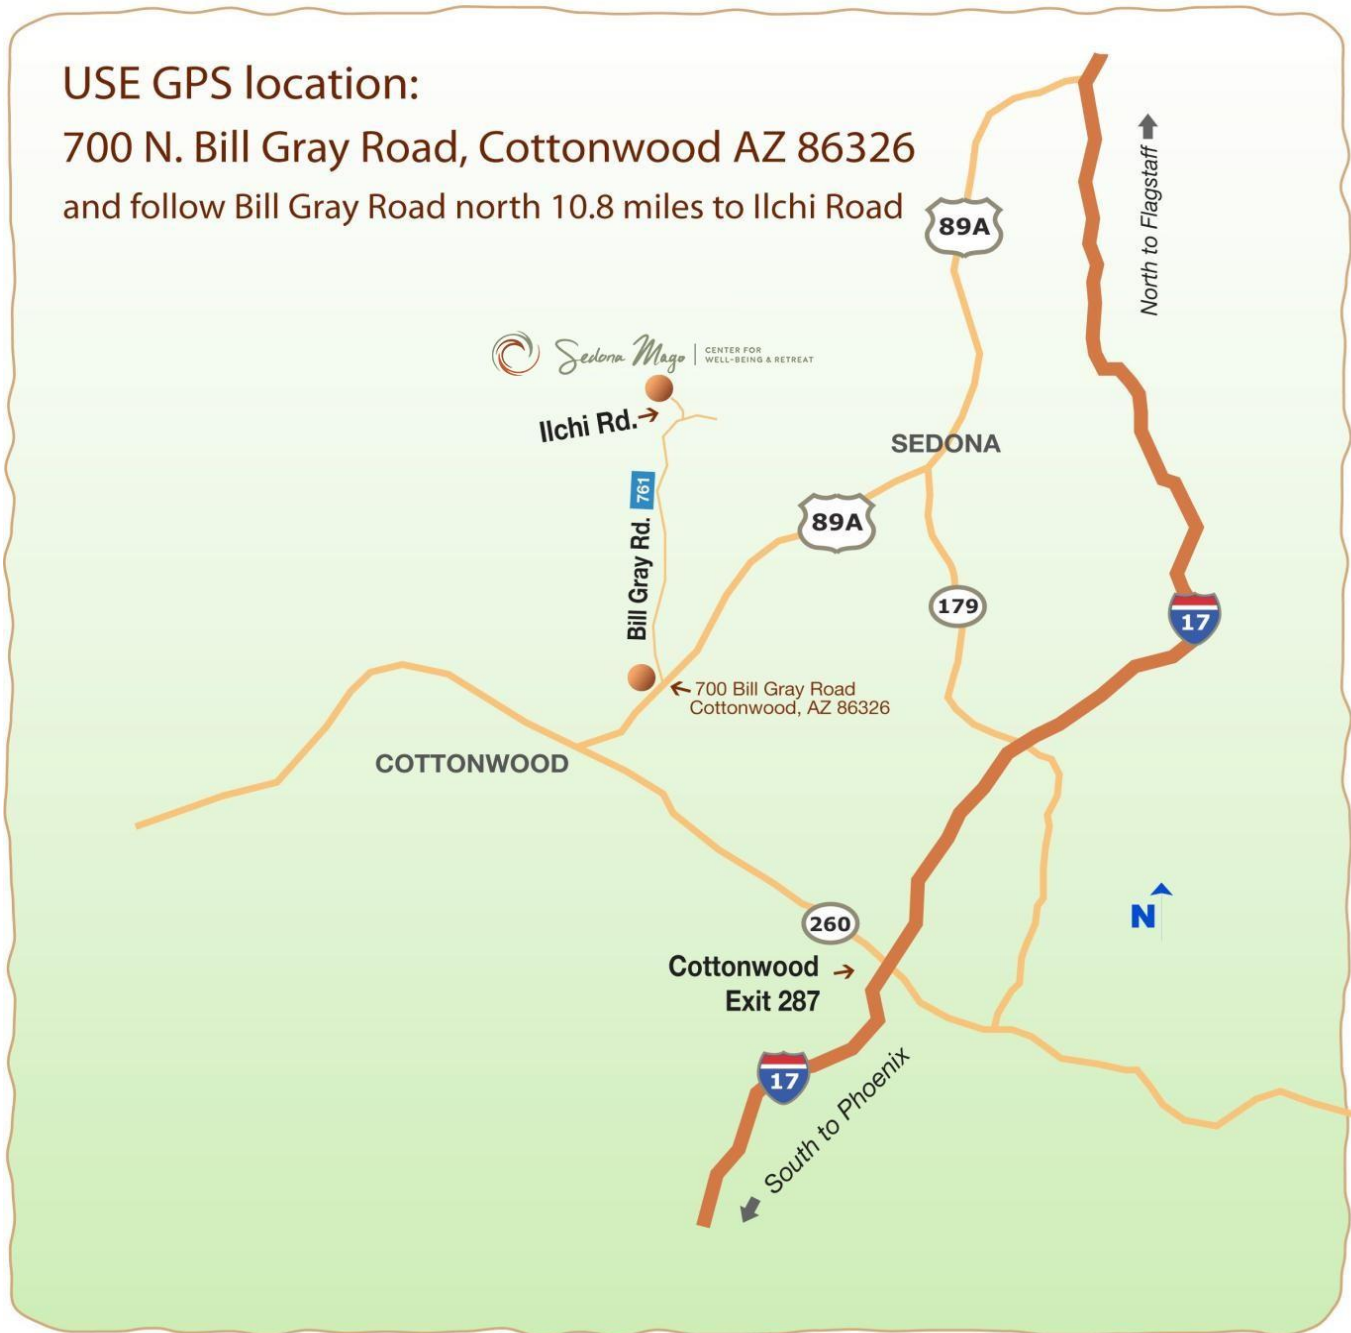 USE GPS location:
700 N. Bill Gray Road, Cottonwood AZ 86326
and follow Bill Gray Road north 10.8 miles to Ilchi Road
89A
North to Flagstaff
Sedona Mago
CENTER FOR
WELL-BEING & RETREAT
Ilchi Rd.
SEDONA
761
Bill Gray Rd.
89A
179
17
700 Bill Gray Road
Cottonwood, AZ 86326
COTTONWOOD
260
N
Cottonwood
Exit 287
17
South to Phoenix